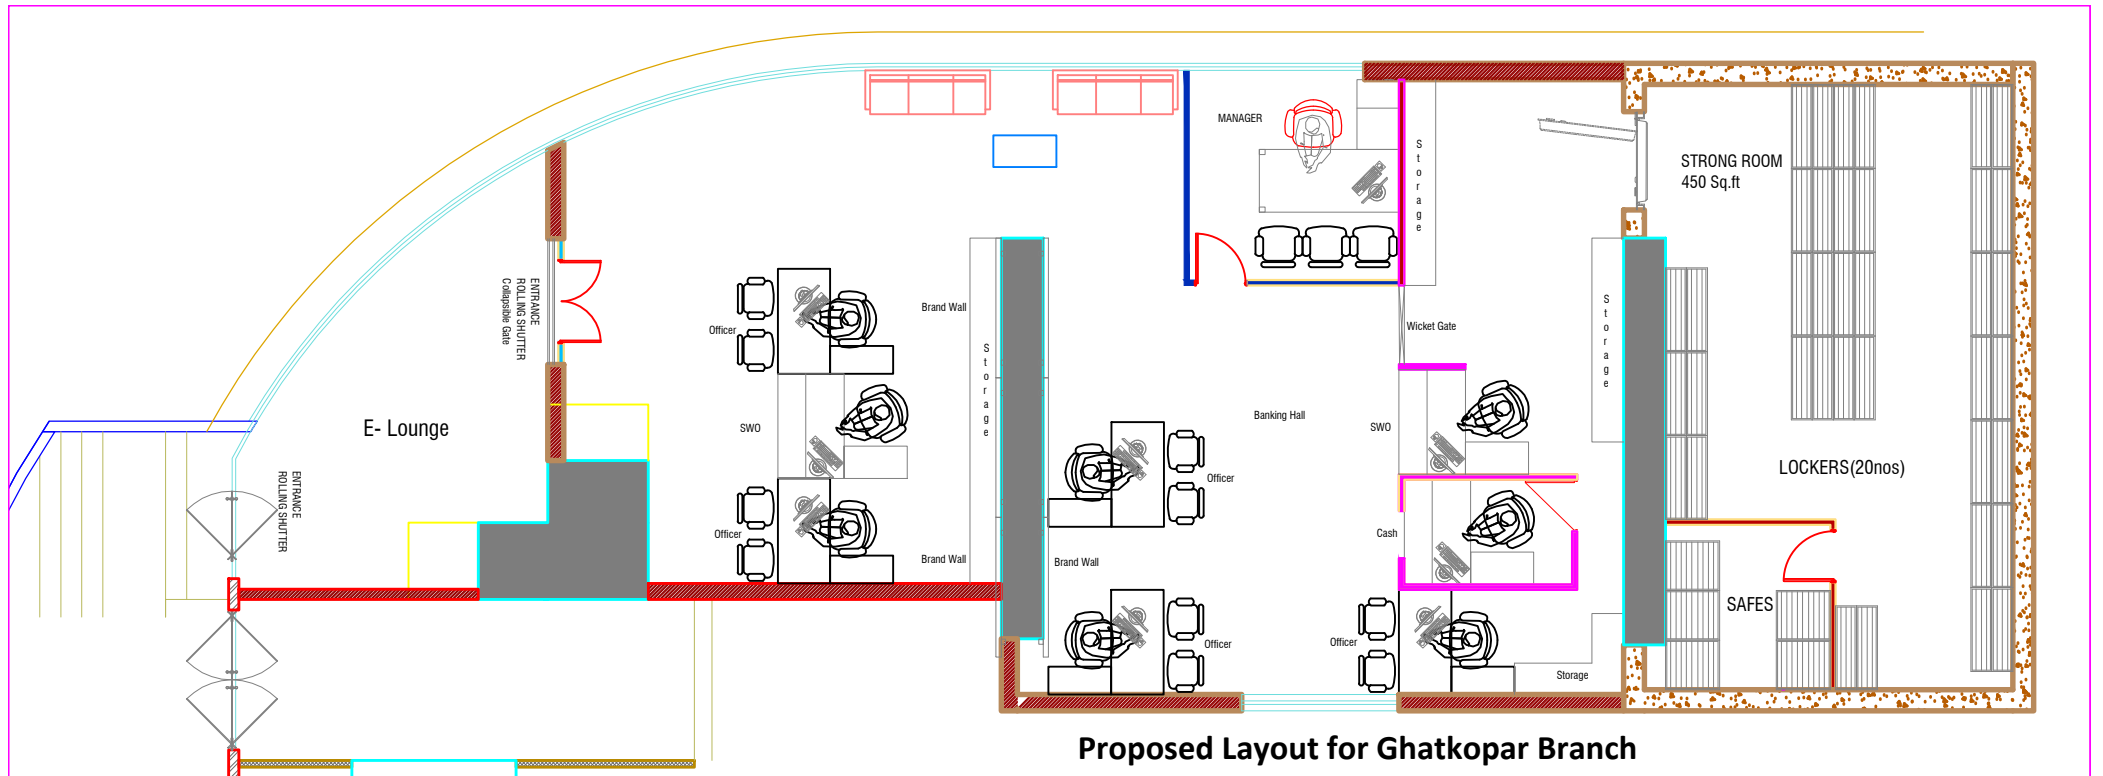 MANAGER
Storage
STRONG ROOM
450 Sq.ft
ENTRANCE
ROLLING SHUTTER
Collapsible Gate
Officer
Brand Wall
Storage
Wicket Gate
Storage
E- Lounge
SWO
Banking Hall
SWO
LOCKERS(20nos)
ENTRANCE
ROLLING SHUTTER
Officer
Officer
Brand Wall
Brand Wall
Cash
SAFES
Officer
Officer
Storage
Proposed Layout for Ghatkopar Branch